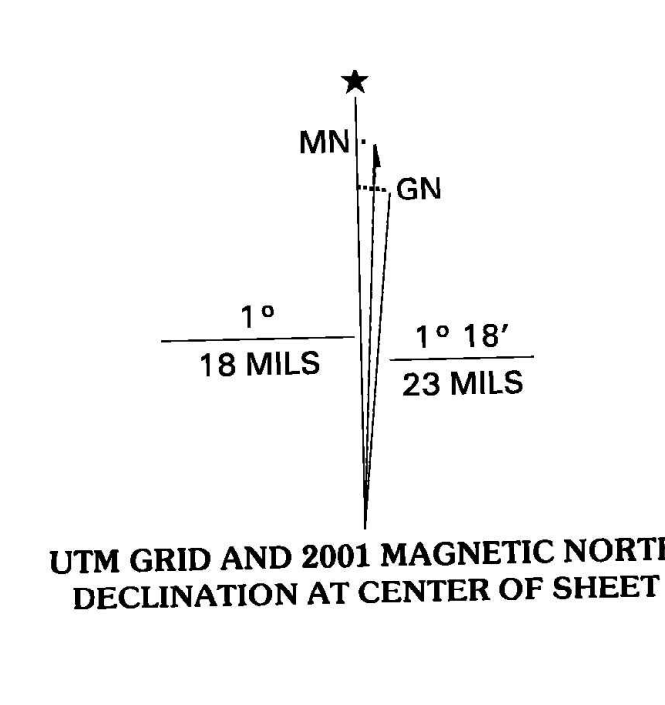 MN
GN
1°
18 MILS
1° 18′
23 MILS
UTM GRID AND 2001 MAGNETIC NORT
DECLINATION AT CENTER OF SHEET